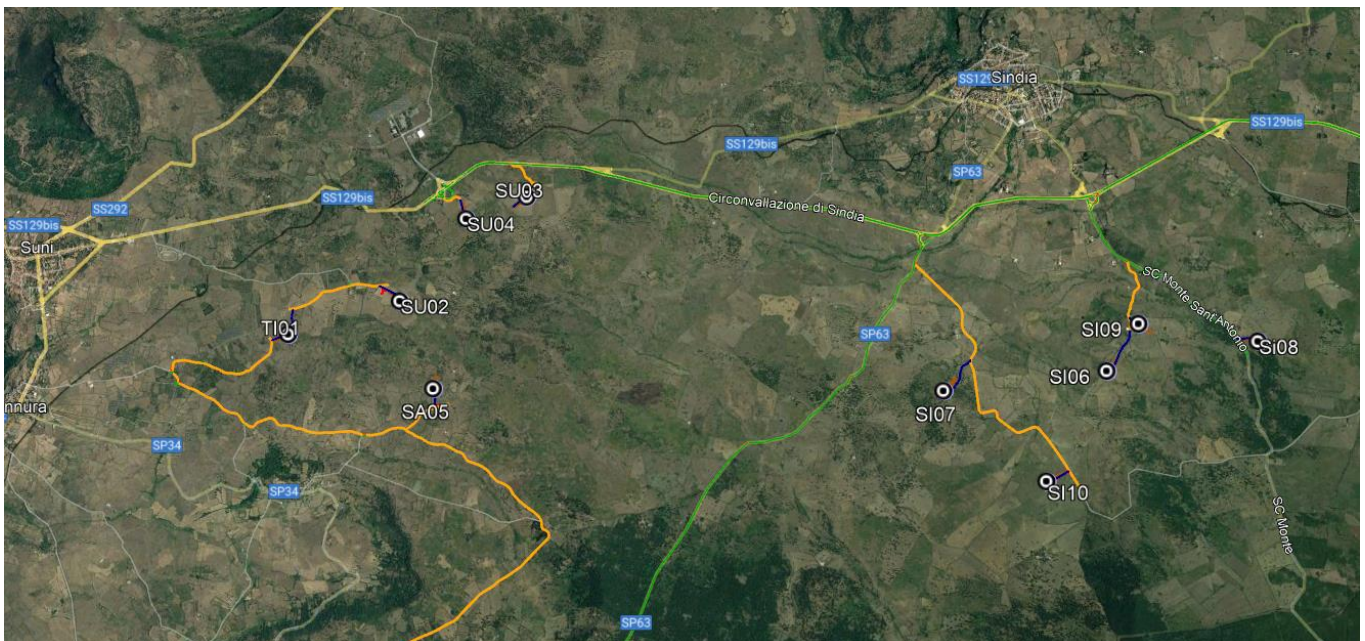 SS129bis
Sindia
SS129bis
SS129bis
SP63
SU03
SS129bis
Circonvallazione di Sindia
SS292
SU04
SS129bis
Suni
SC Monte Sant'Antonio
SU02
TI01
SP63
SI09
Si08
SI06
SA05
SI07
nnura
SP34
SP34
SI10
SC Monte
SP63